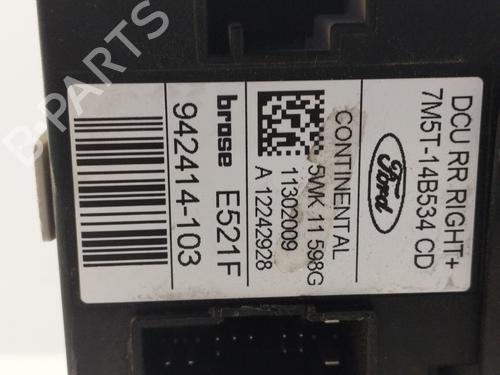 DCU RR.RIGHT+
7M5T-14B534 CD
Ford
CONTINENTAL
5WK 11 598G
11302009
A 12242928
brose E521F
942414-103
B-PARTS